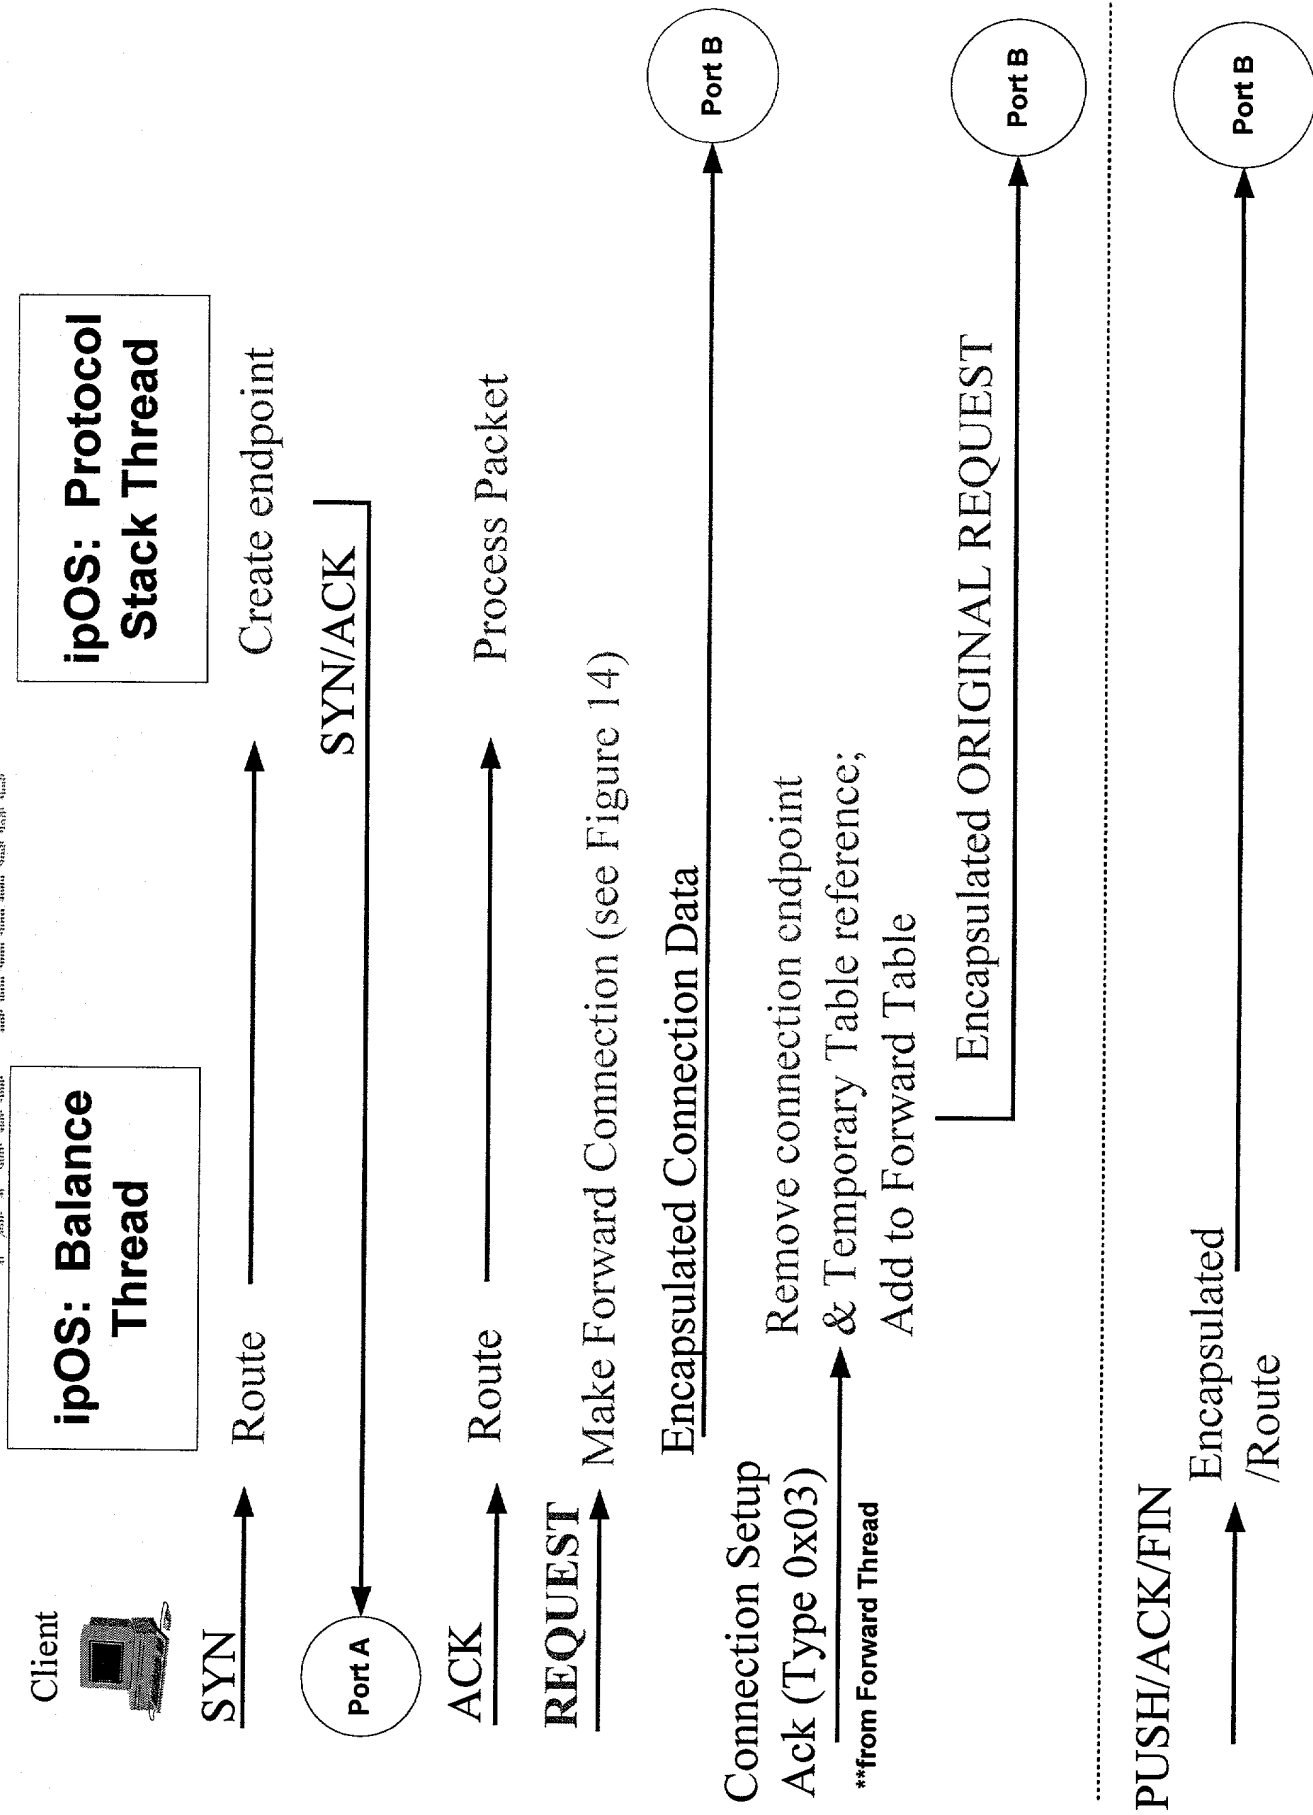 Client
ipOS: Balance
Thread
ipOS: Protocol
Stack Thread
SYN
Route
Create endpoint
SYN/ACK
Port A
ACK
Route
Process Packet
REQUEST
Make Forward Connection (see Figure 14)
Encapsulated Connection Data
Port B
Connection Setup
Ack (Type 0x03)
**from Forward Thread
Remove connection endpoint
& Temporary Table reference;
Add to Forward Table
Encapsulated ORIGINAL REQUEST
Port B
PUSH/ACK/FIN
Encapsulated
/Route
Port B